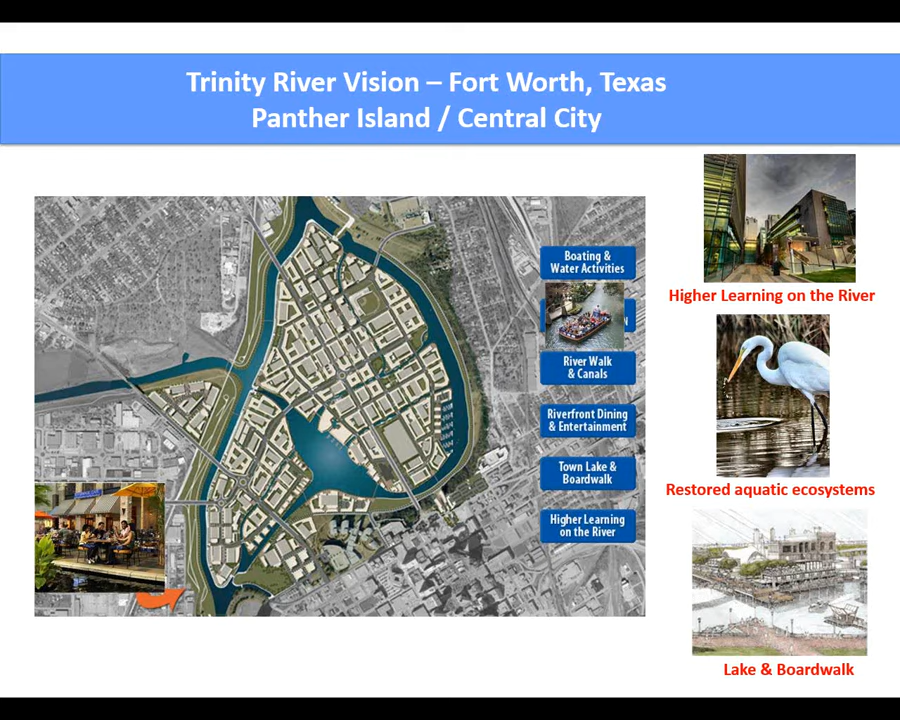 Trinity River Vision – Fort Worth, Texas
Panther Island / Central City
Boating &
Water Activities
River Walk
& Canals
Riverfront Dining
& Entertainment
Town Lake &
Boardwalk
Higher Learning
on the River
Higher Learning on the River
Restored aquatic ecosystems
Lake & Boardwalk